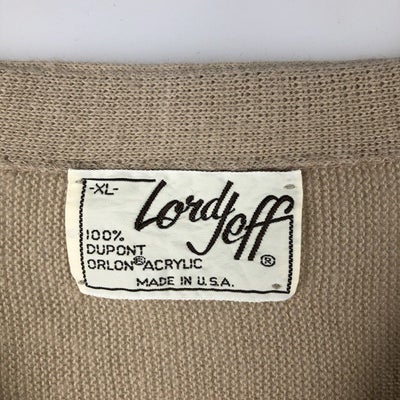 -XL-
Lord Jeff®
100%
DUPONT
ORLON® ACRYLIC
MADE IN U.S.A.